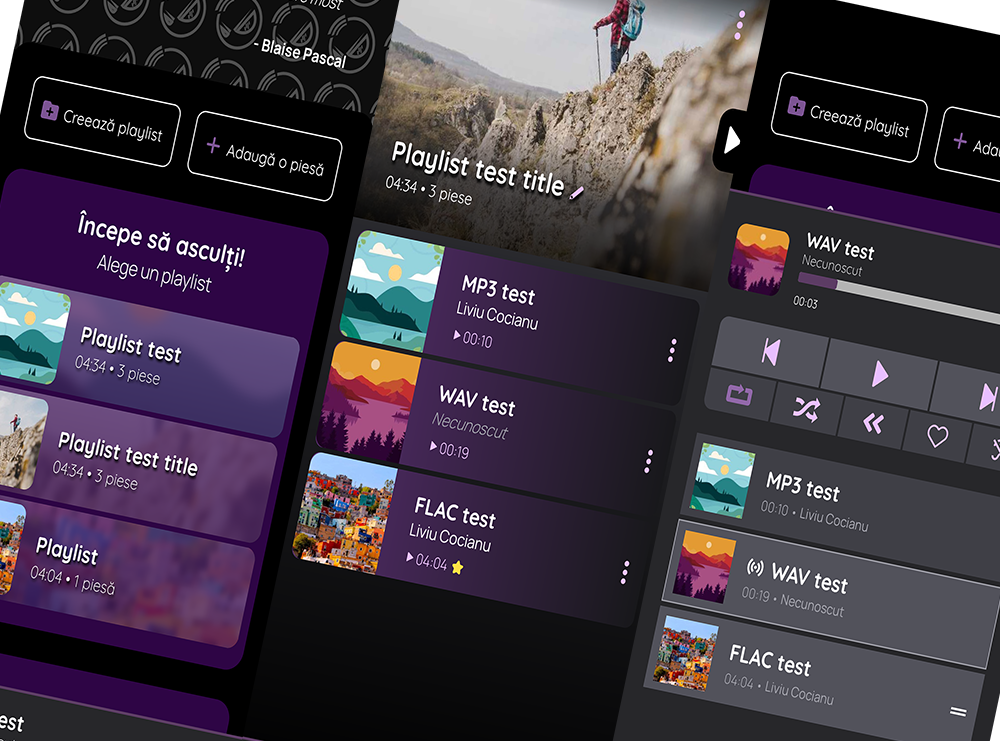 most
- Blaise Pascal
Creează playlist
Adaugă o piesă
Începe să asculți!
Alege un playlist
Playlist test
04:34 • 3 piese
Playlist test title
04:34 • 3 piese
Playlist
04:04 • 1 piesă
est
Playlist test title
04:34 • 3 piese
MP3 test
Liviu Cocianu
00:10
WAV test
Necunoscut
00:19
FLAC test
Liviu Cocianu
04:04
Creează playlist
Ada
WAV test
Necunoscut
00:03
MP3 test
00:10 • Liviu Cocianu
WAV test
00:19 • Necunoscut
FLAC test
04:04 • Liviu Cocianu